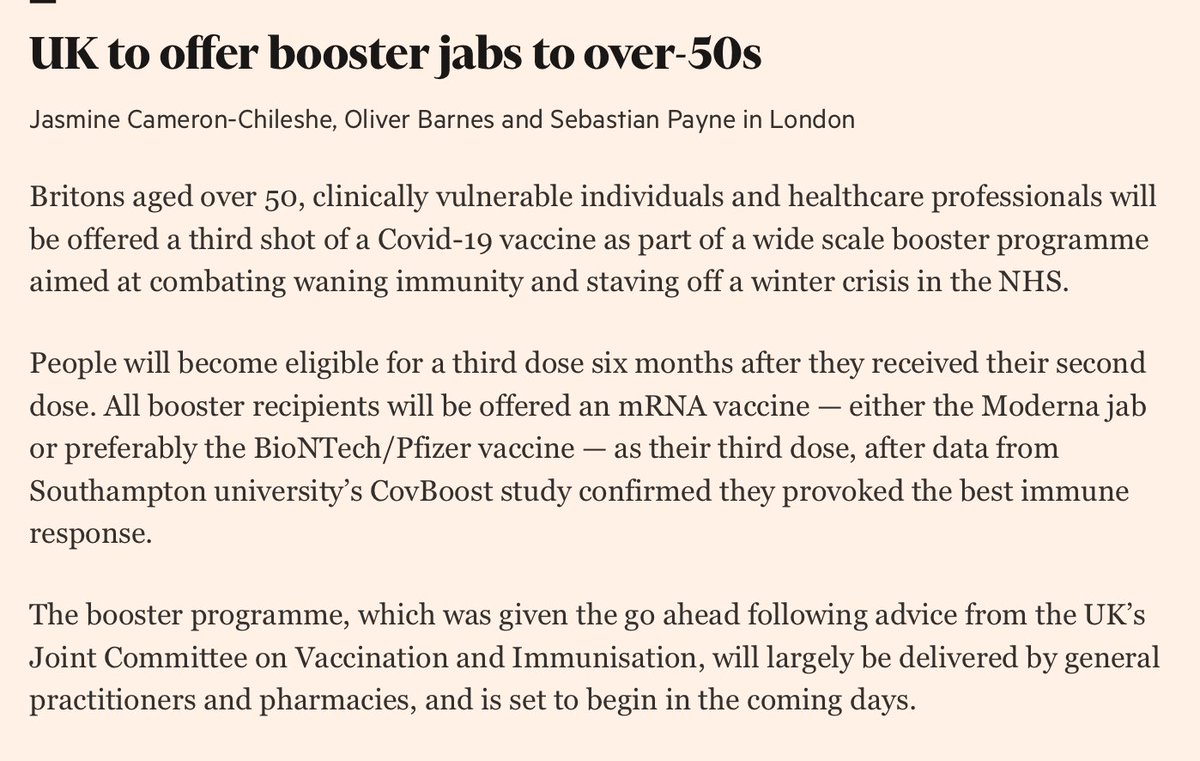 UK to offer booster jabs to over-50s
Jasmine Cameron-Chileshe, Oliver Barnes and Sebastian Payne in London
Britons aged over 50, clinically vulnerable individuals and healthcare professionals will
be offered a third shot of a Covid-19 vaccine as part of a wide scale booster programme
aimed at combating waning immunity and staving off a winter crisis in the NHS.
People will become eligible for a third dose six months after they received their second
dose. All booster recipients will be offered an mRNA vaccine — either the Moderna jab
or preferably the BioNTech/Pfizer vaccine — as their third dose, after data from
Southampton university’s CovBoost study confirmed they provoked the best immune
response.
The booster programme, which was given the go ahead following advice from the UK’s
Joint Committee on Vaccination and Immunisation, will largely be delivered by general
practitioners and pharmacies, and is set to begin in the coming days.